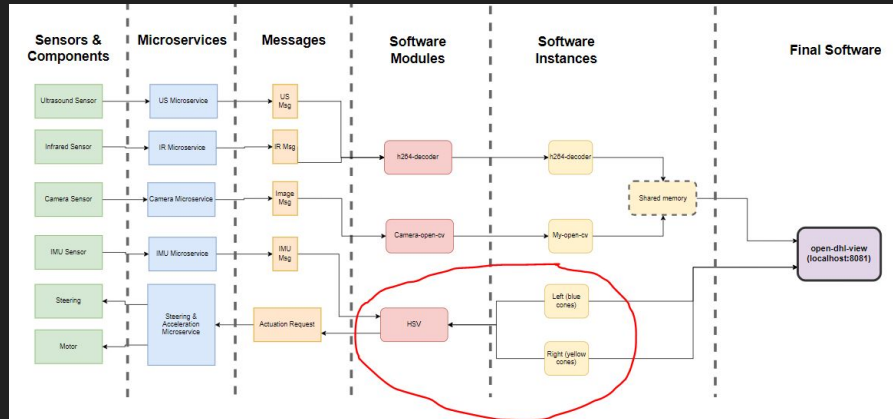 Sensors &
Components
Microservices
Messages
Software
Modules
Software
Instances
Final Software
Ultrasound Sensor
US Microservice
US
Msg
Infrared Sensor
IR Microservice
IR Msg
h264-decoder
h264-decoder
Camera Sensor
Camera Microservice
Image
Msg
Shared memory
Camera-open-cv
My-open-cv
IMU Sensor
IMU Microservice
IMU
Msg
open-dhl-view
(localhost:8081)
Steering
Steering &
Acceleration
Microservice
Actuation Request
HSV
Left (blue
cones)
Motor
Right (yellow
cones)